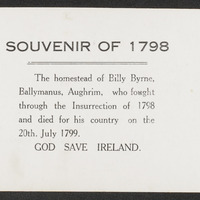 SOUVENIR OF 1798
The homestead of Billy Byrne,
Ballymanus, Aughrim, who fought
through the Insurrection of 1798
and died for his country on the
20th. July 1799.
GOD SAVE IRELAND.